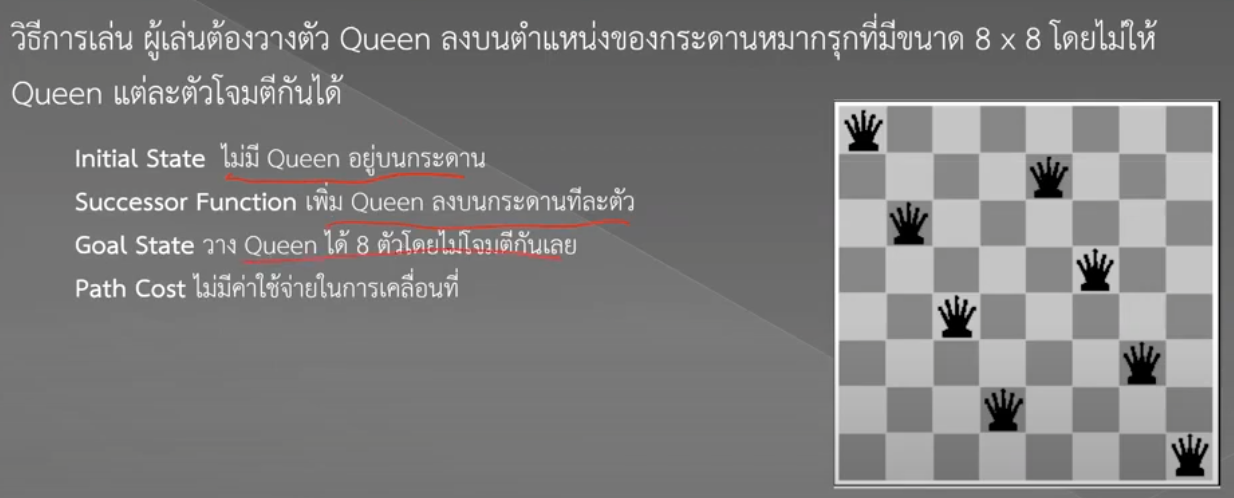 วิธีการเล่น ผู้เล่นต้องวางตัว Queen ลงบนตำแหน่งของกระดานหมากรุกที่มีขนาด 8 x 8 โดยไม่ให้
Queen แต่ละตัวโจมตีกันได้
Initial State ไม่มี Queen อยู่บนกระดาน
Successor Function เพิ่ม Queen ลงบนกระดานทีละตัว
Goal State วาง Queen ได้ 8 ตัวโดยไม่โจมตีกันเลย
Path Cost ไม่มีค่าใช้จ่ายในการเคลื่อนที่